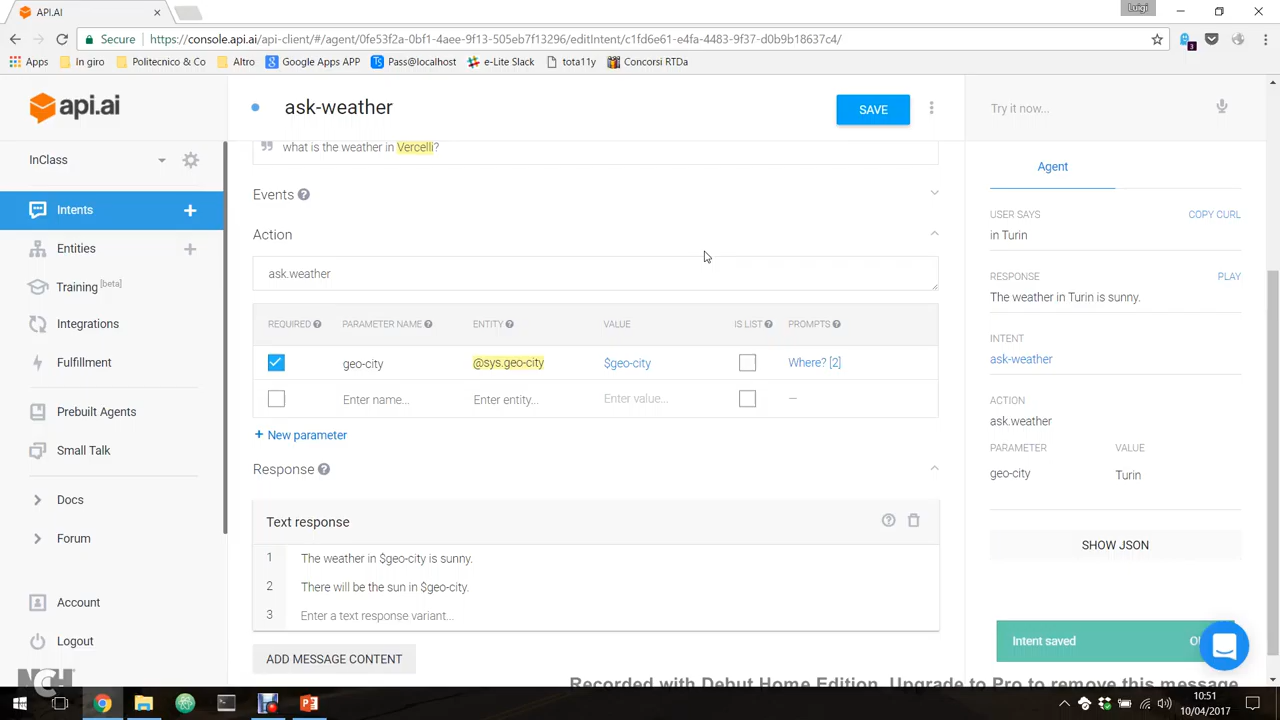 API.AI
Luigi
Secure
https://console.api.ai/api-client/#/agent/0fe53f2a-0bf1-4aee-9f13-505eb7f13296/editIntent/c1fd6e61-e4fa-4483-9f37-d0b9b18637c4/
3
Apps
In giro
Politecnico & Co
Altro
Google Apps APP
Pass@localhost
e-Lite Slack
tota11y
Concorsi RTDa
api.ai
ask-weather
SAVE
Try it now...
what is the weather in Vercelli?
InClass
Agent
Intents
Events
USER SAYS
COPY CURL
in Turin
Action
Entities
ask.weather
RESPONSE
PLAY
Training [beta]
The weather in Turin is sunny.
Integrations
REQUIRED
PARAMETER NAME
ENTITY
VALUE
IS LIST
PROMPTS
INTENT
ask-weather
Fulfillment
geo-city
@sys.geo-city
$geo-city
Where? [2]
Enter name...
Enter entity...
Enter value...
—
ACTION
ask.weather
Prebuilt Agents
New parameter
PARAMETER
VALUE
Small Talk
Response
geo-city
Turin
Docs
Text response
Forum
SHOW JSON
1 The weather in $geo-city is sunny.
2 There will be the sun in $geo-city.
3 Enter a text response variant...
Account
Logout
Intent saved
ADD MESSAGE CONTENT
NCH
Recorded with Debut Home Edition. Upgrade to Pro to remove this message
10:51
10/04/2017